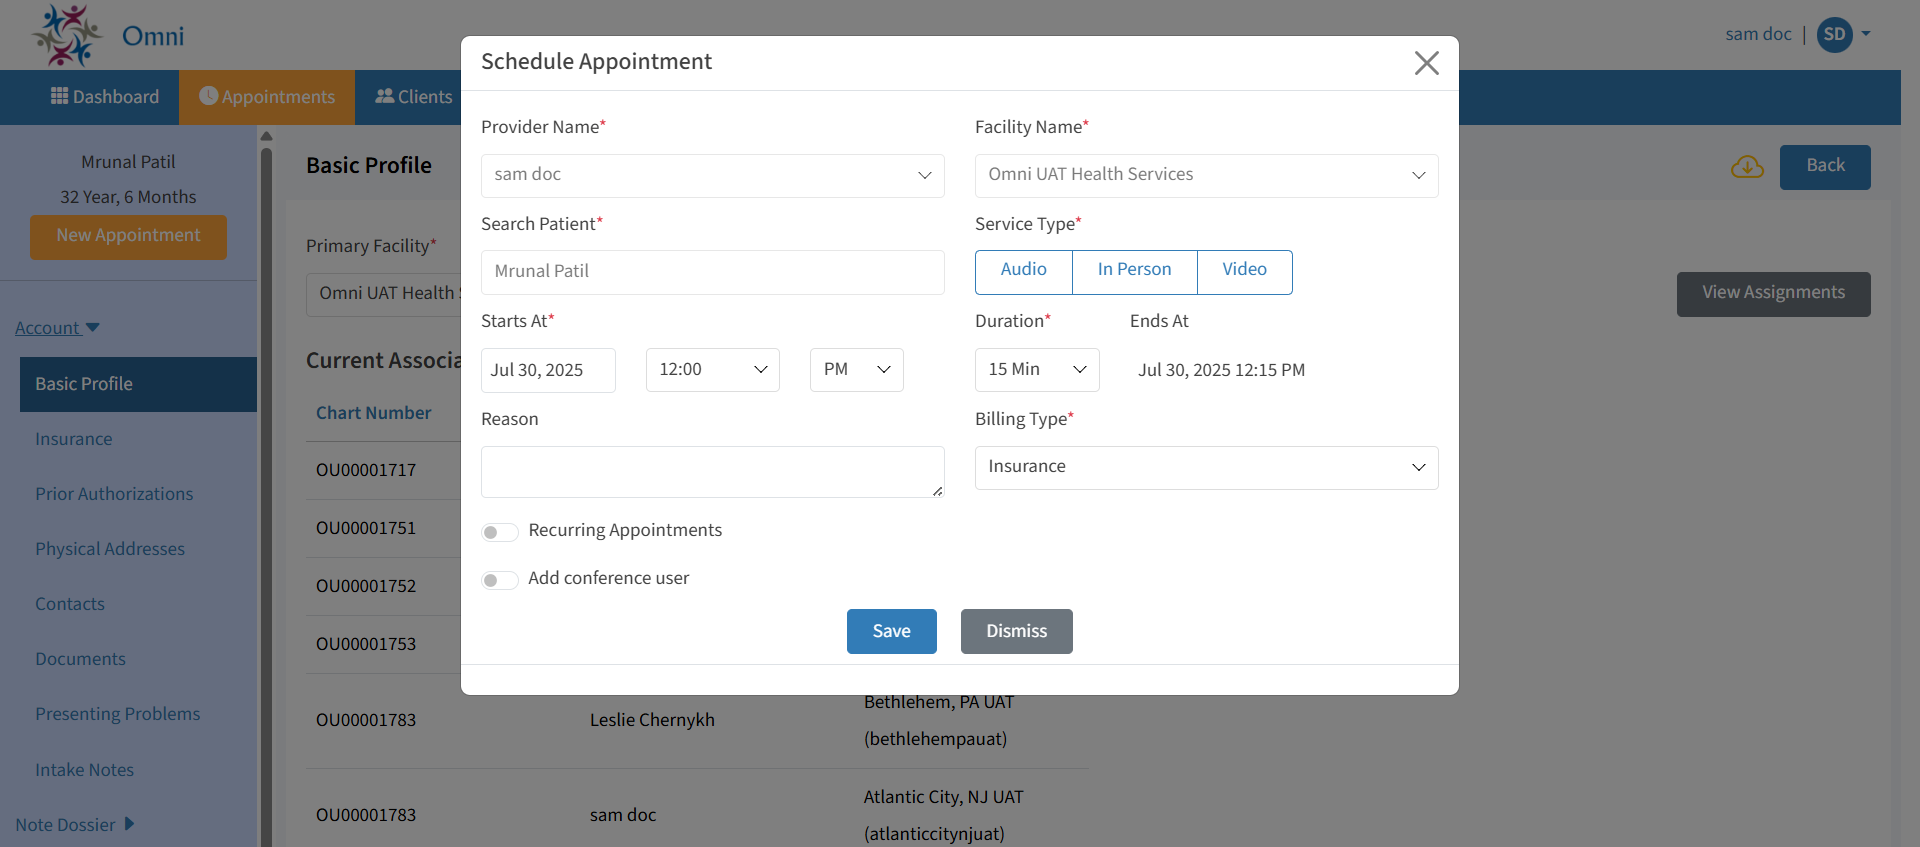 Omni
sam doc | SD
Dashboard
Appointments
Clients
Mrunal Patil
32 Year, 6 Months
New Appointment
Account
Basic Profile
Insurance
Prior Authorizations
Physical Addresses
Contacts
Documents
Presenting Problems
Intake Notes
Note Dossier
Basic Profile
Back
Primary Facility*
Omni UAT Health
View Assignments
Current Associa
Chart Number
OU00001717
OU00001751
OU00001752
OU00001753
OU00001783 Leslie Chernykh Bethlehem, PA UAT
(bethlehempauat)
OU00001783 sam doc Atlantic City, NJ UAT
(atlanticcitynjuat)
Schedule Appointment
Provider Name* Facility Name*
sam doc Omni UAT Health Services
Search Patient* Service Type*
Mrunal Patil Audio In Person Video
Starts At* Duration* Ends At
Jul 30, 2025 12:00 PM 15 Min Jul 30, 2025 12:15 PM
Reason Billing Type*
Insurance
Recurring Appointments
Add conference user
Save Dismiss